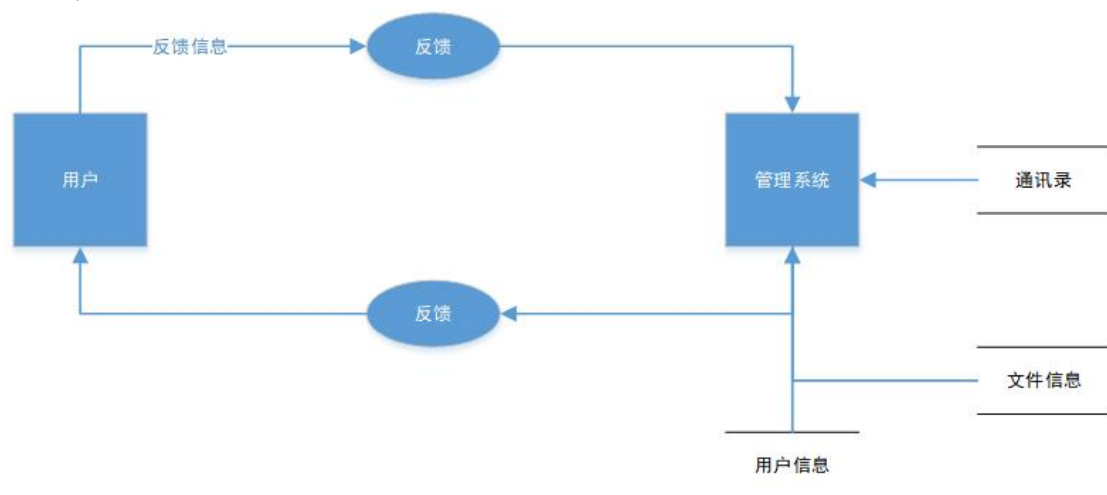 反馈信息
反馈
用户
管理系统
通讯录
反馈
文件信息
用户信息